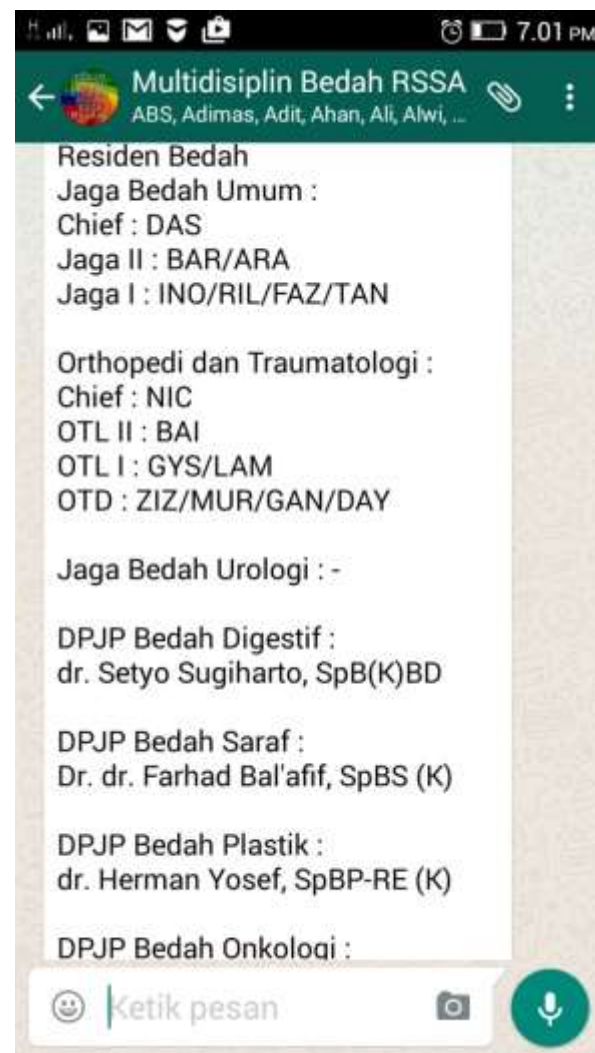 7.01 PM
Multidisiplin Bedah RSSA
ABS, Adimas, Adit, Ahan, Ali, Alwi, ...
Residen Bedah
Jaga Bedah Umum :
Chief : DAS
Jaga II : BAR/ARA
Jaga I : INO/RIL/FAZ/TAN
Orthopedi dan Traumatologi :
Chief : NIC
OTL II : BAI
OTL I : GYS/LAM
OTD : ZIZ/MUR/GAN/DAY
Jaga Bedah Urologi : -
DPJP Bedah Digestif :
dr. Setyo Sugiharto, SpB(K)BD
DPJP Bedah Saraf :
Dr. dr. Farhad Bal'afif, SpBS (K)
DPJP Bedah Plastik :
dr. Herman Yosef, SpBP-RE (K)
DPJP Bedah Onkologi :
Ketik pesan